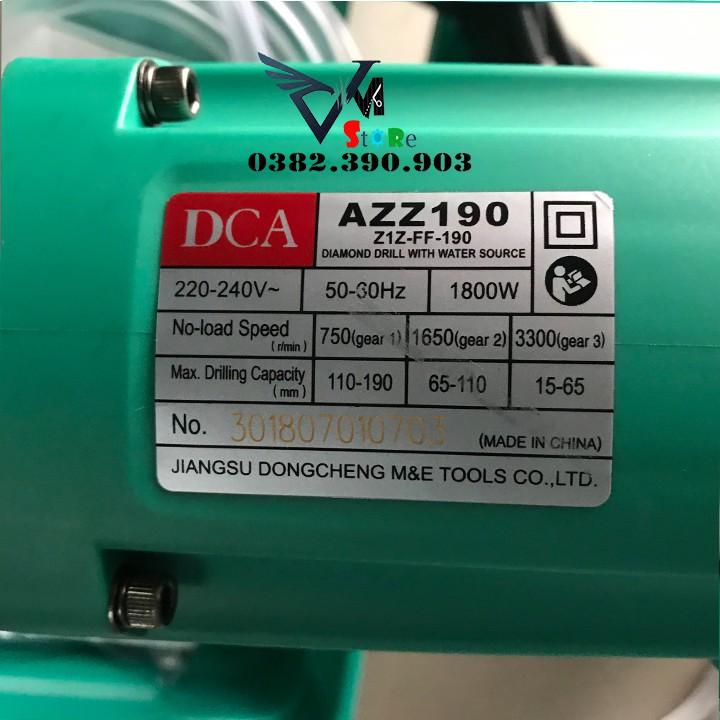 VM
StoRe
0382.390.903
DCA
AZZ190
Z1Z-FF-190
DIAMOND DRILL WITH WATER SOURCE
220-240V~ 50-60Hz 1800W
No-load Speed (r/min) 750(gear 1) 1650(gear 2) 3300(gear 3)
Max. Drilling Capacity (mm) 110-190 65-110 15-65
No. 301807010703 (MADE IN CHINA)
JIANGSU DONGCHENG M&E TOOLS CO.,LTD.